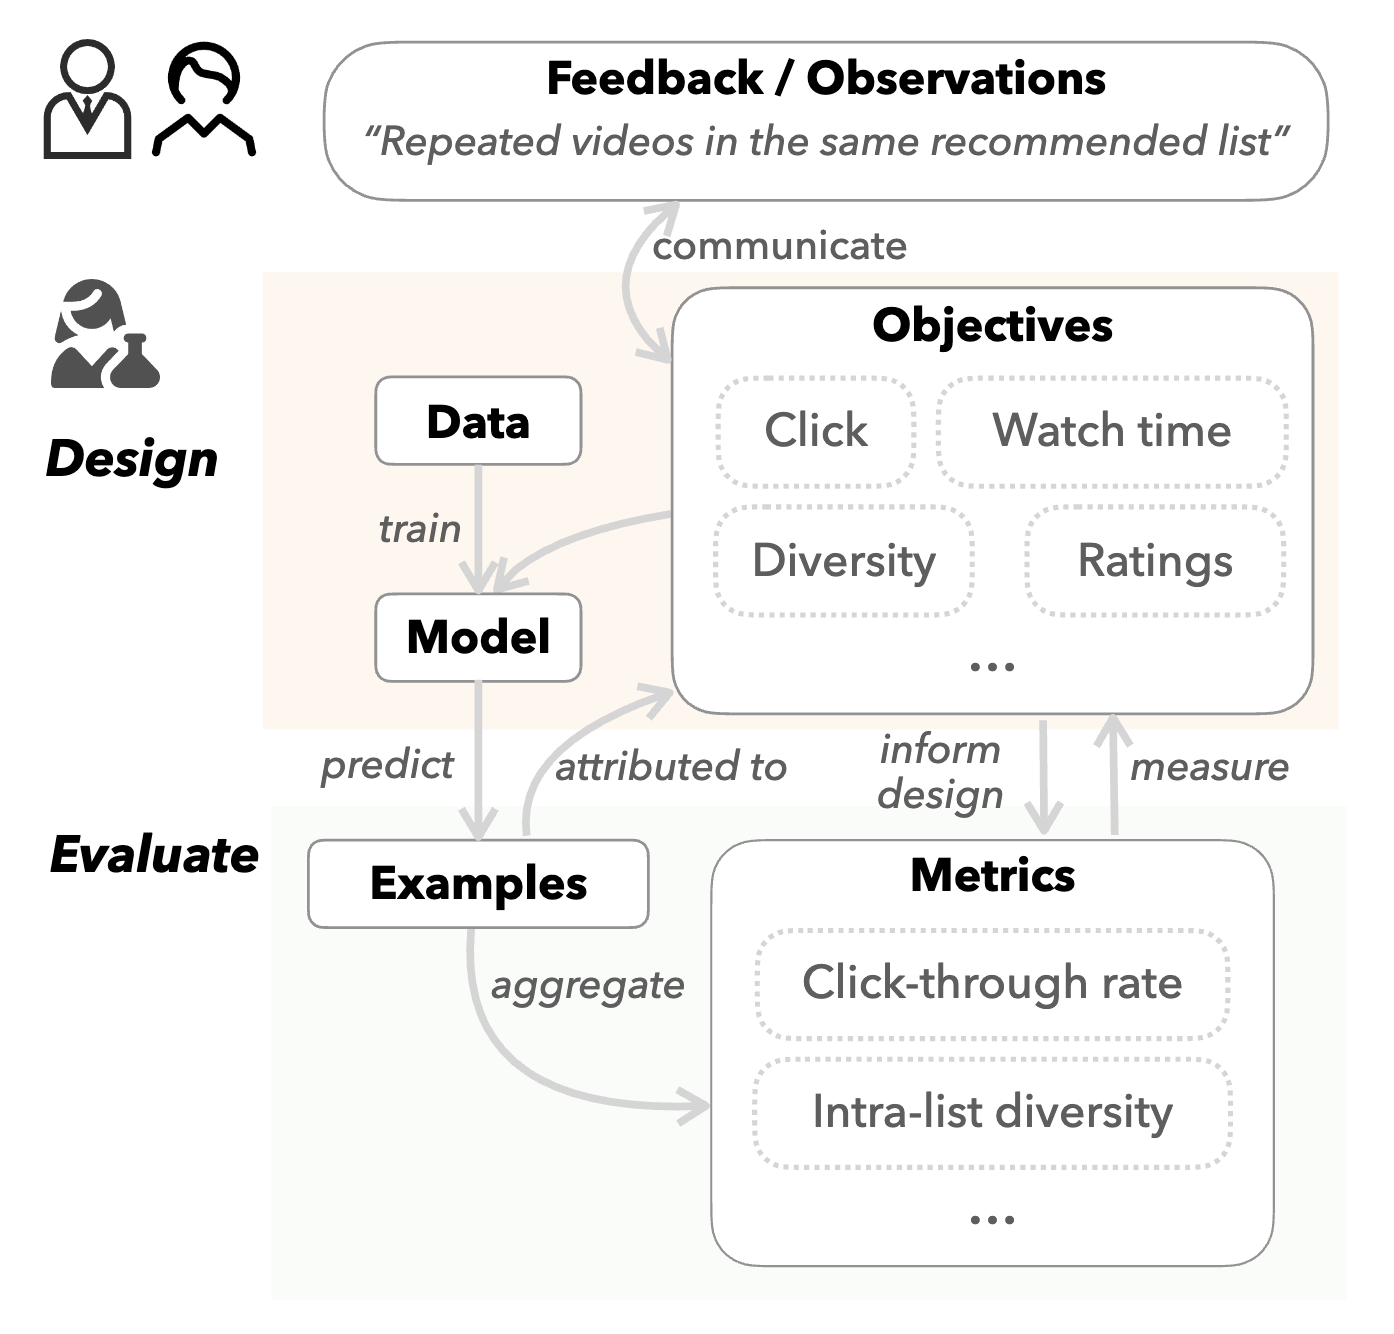 Feedback / Observations
“Repeated videos in the same recommended list”
communicate
Design
Objectives
Click
Watch time
Diversity
Ratings
...
Data
train
Model
predict
attributed to
inform
design
measure
Evaluate
Examples
aggregate
Metrics
Click-through rate
Intra-list diversity
...